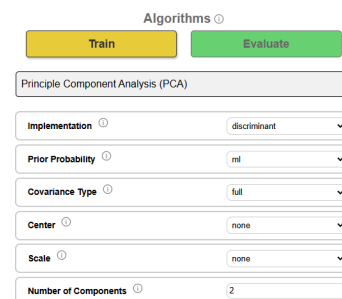 Algorithms
Train Evaluate
Principle Component Analysis (PCA)
Implementation discriminant
Prior Probability ml
Covariance Type full
Center none
Scale none
Number of Components 2